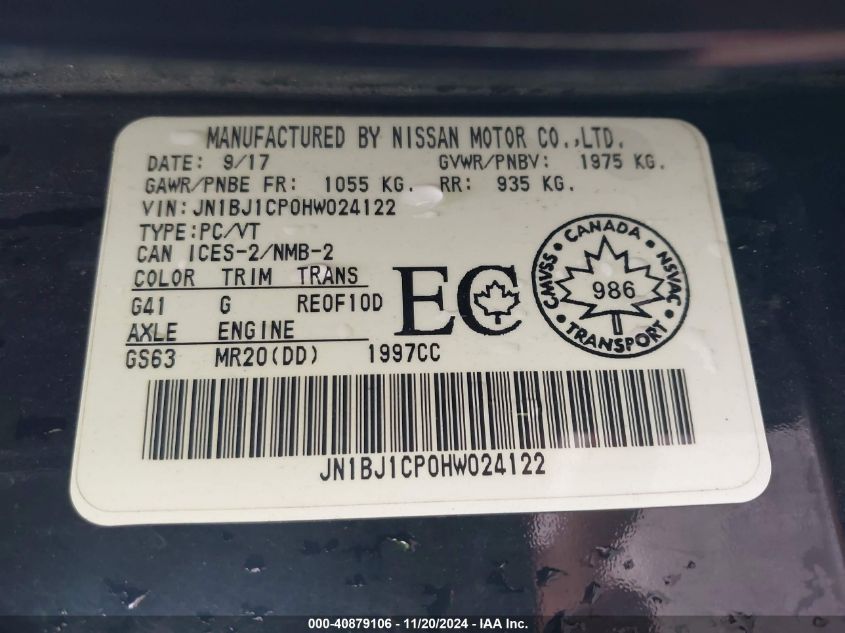 MANUFACTURED BY NISSAN MOTOR CO.,LTD.
DATE: 9/17 GVWR/PNBV: 1975 KG.
GAWR/PNBE FR: 1055 KG. RR: 935 KG.
VIN: JN1BJ1CP0HW024122
TYPE:PC/VT
CAN ICES-2/NMB-2
COLOR TRIM TRANS
G41 G RE0F10D
AXLE ENGINE
GS63 MR20(DD) 1997CC
EC
CMVSS • CANADA • NSVAC • TRANSPORT •
986
JN1BJ1CP0HW024122
000-40879106 - 11/20/2024 - IAA Inc.